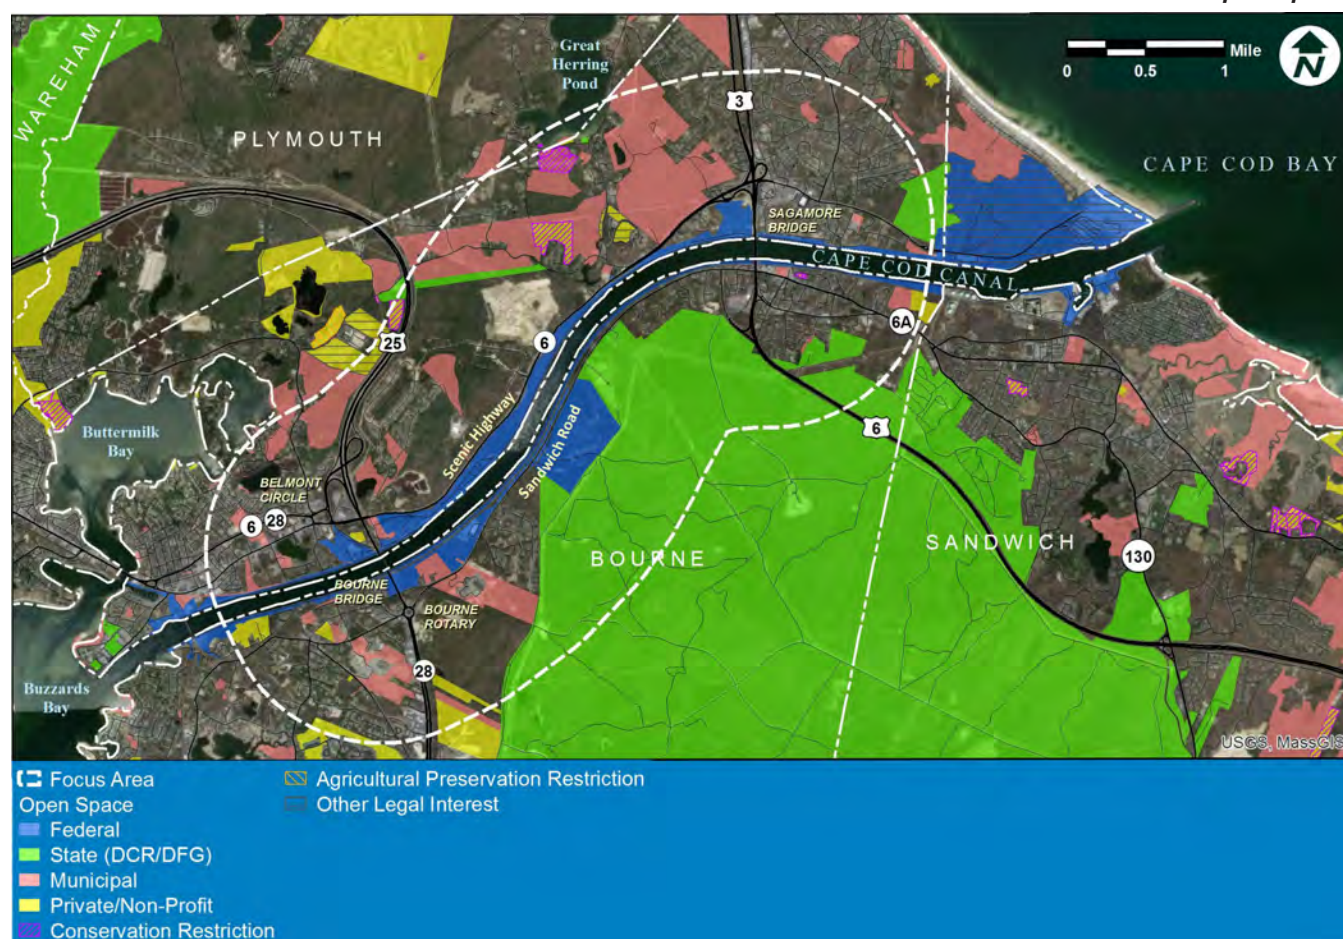 Great
Herring
Pond
Mile
0 0.5 1
N
WAREHAM
PLYMOUTH
3
CAPE COD BAY
SAGAMORE
BRIDGE
CAPE COD CANAL
6A
25
6
Scenic Highway
Sandwich Road
6
Buttermilk
Bay
BELMONT
CIRCLE
6 28
BOURNE
SANDWICH
130
BOURNE
BRIDGE
BOURNE
ROTARY
28
Buzzards
Bay
USGS, MassGIS
Focus Area
Open Space
Federal
State (DCR/DFG)
Municipal
Private/Non-Profit
Conservation Restriction
Agricultural Preservation Restriction
Other Legal Interest